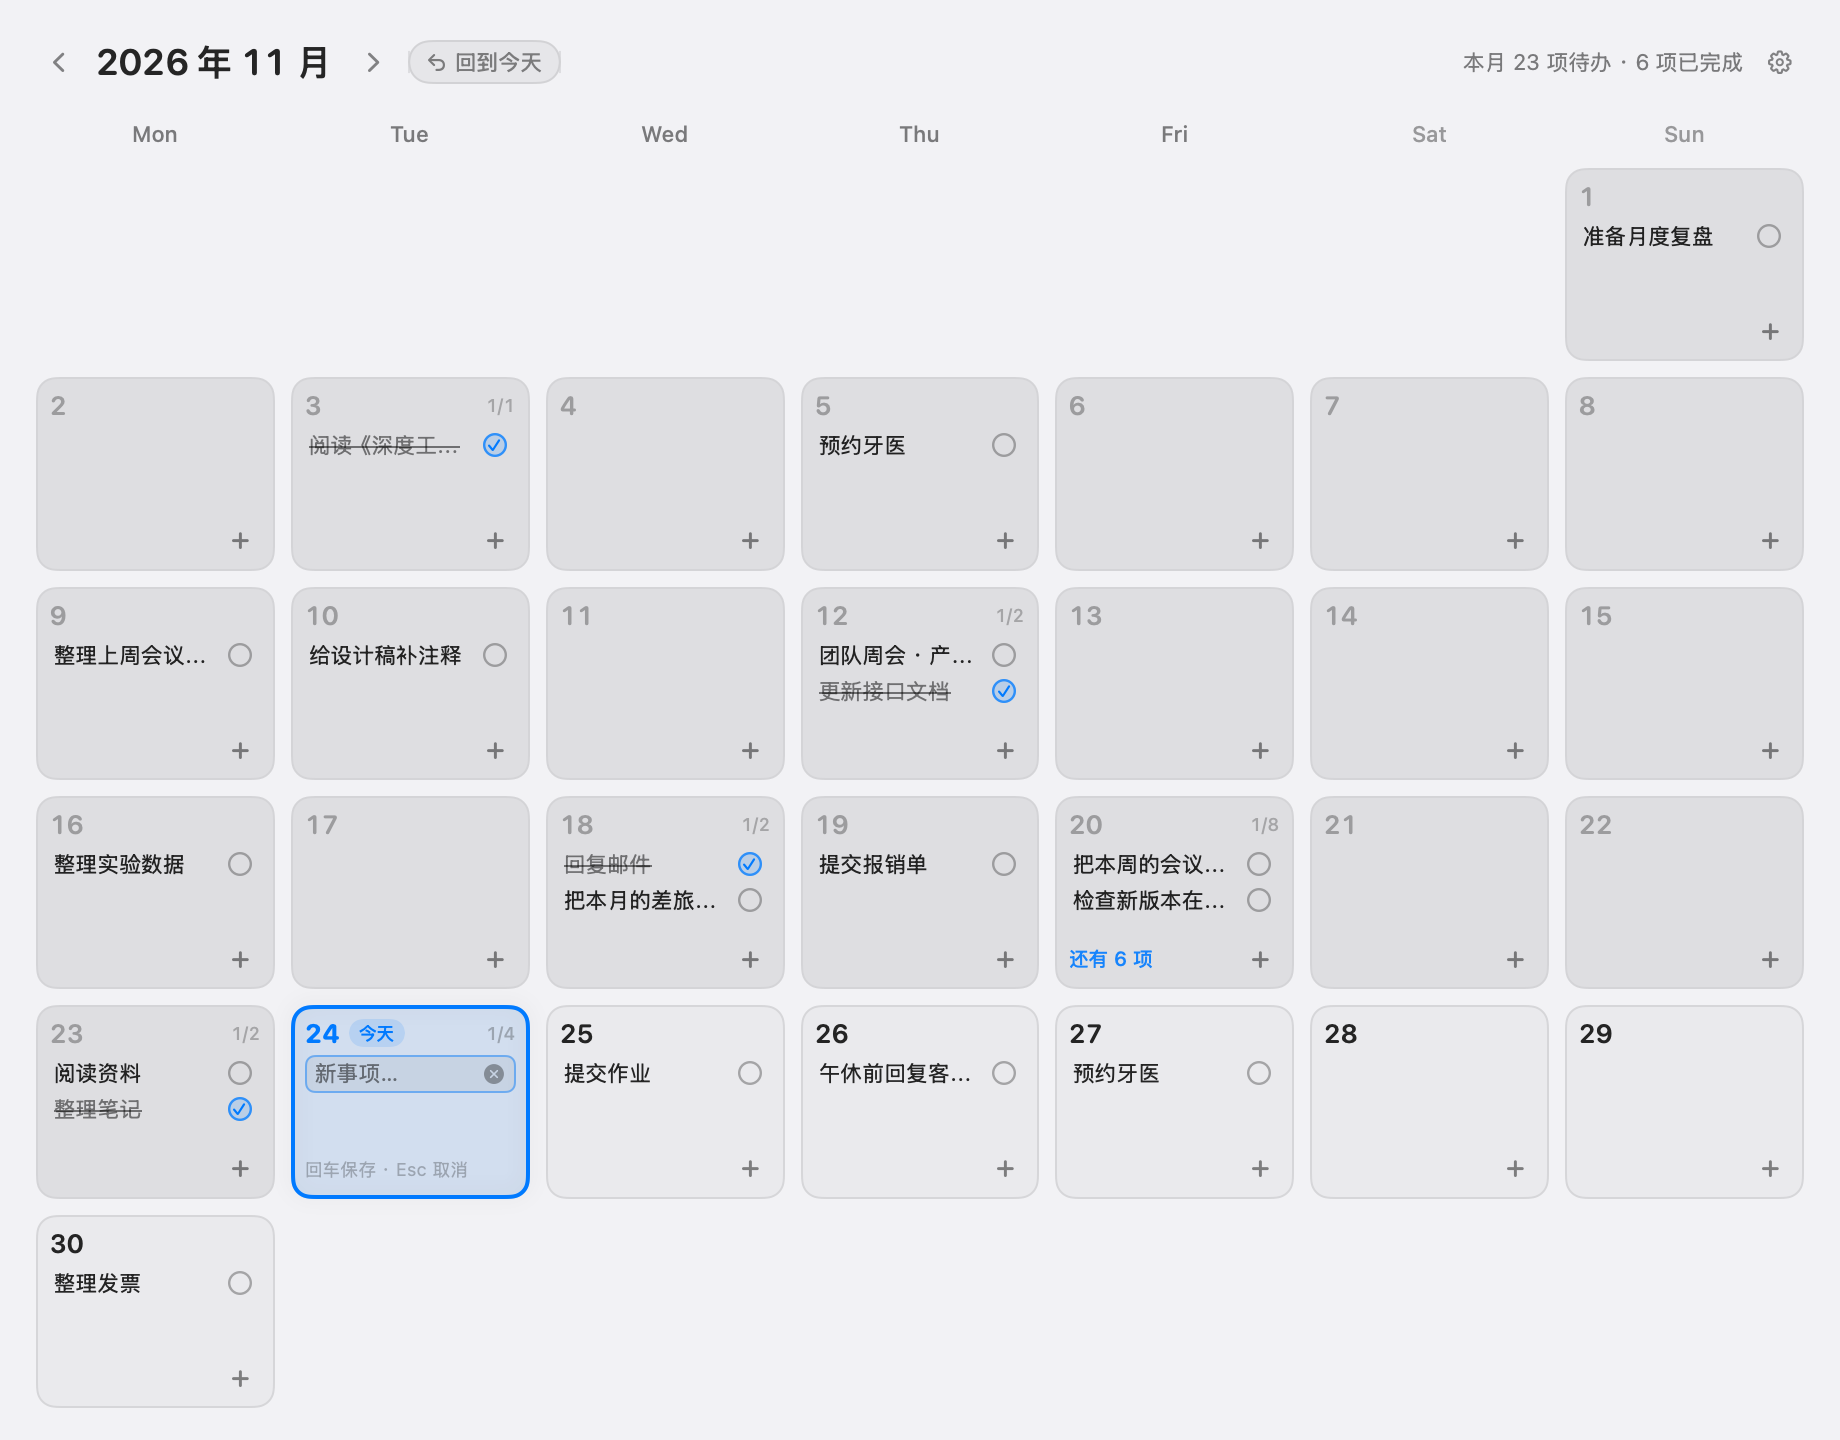 2026 年 11 月
回到今天
本月 23 项待办 · 6 项已完成
Mon Tue Wed Thu Fri Sat Sun
1
准备月度复盘
2
3 1/1
阅读《深度工...
4
5
预约牙医
6
7
8
9
整理上周会议...
10
给设计稿补注释
11
12 1/2
团队周会 · 产...
更新接口文档
13
14
15
16
整理实验数据
17
18 1/2
回复邮件
把本月的差旅...
19
提交报销单
20 1/8
把本周的会议...
检查新版本在...
还有 6 项
21
22
23 1/2
阅读资料
整理笔记
24 今天 1/4
新事项...
回车保存 · Esc 取消
25
提交作业
26
午休前回复客...
27
预约牙医
28
29
30
整理发票